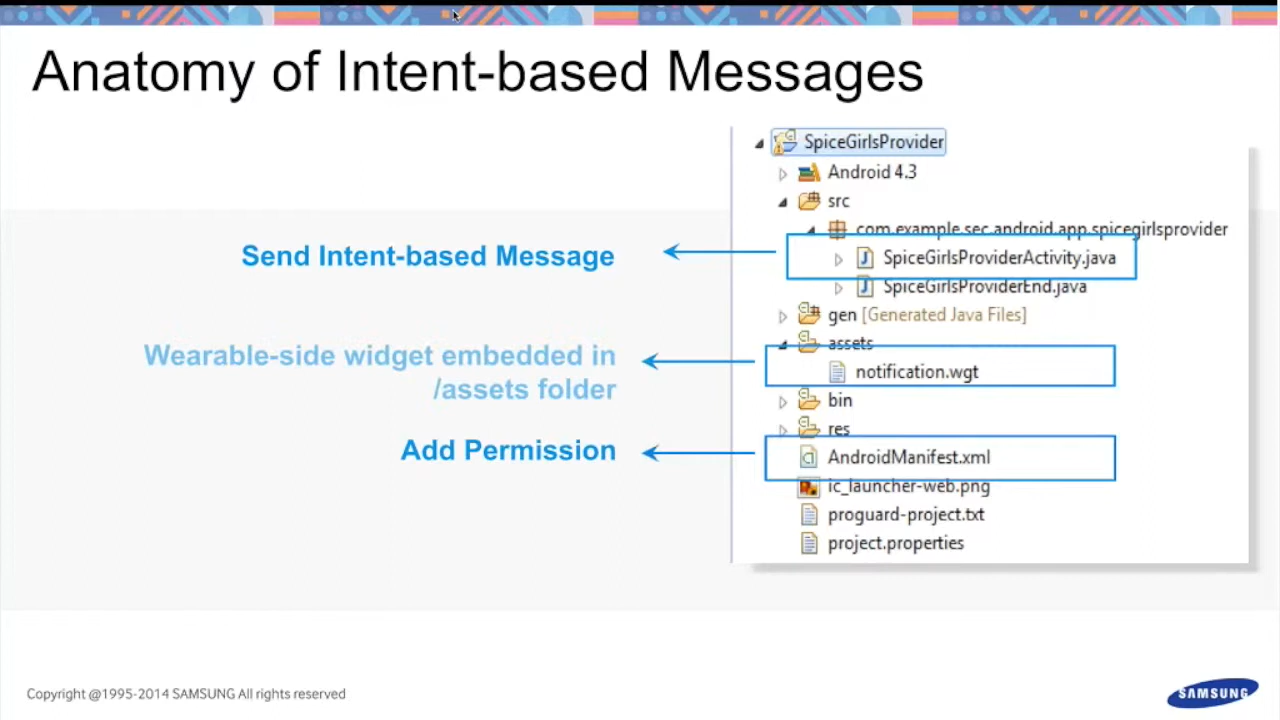 Anatomy of Intent-based Messages
SpiceGirlsProvider
Android 4.3
src
com.example.sec.android.app.spicegirlsprovider
Send Intent-based Message
SpiceGirlsProviderActivity.java
SpiceGirlsProviderEnd.java
gen [Generated Java Files]
assets
Wearable-side widget embedded in
/assets folder
notification.wgt
bin
res
Add Permission
AndroidManifest.xml
ic_launcher-web.png
proguard-project.txt
project.properties
Copyright @1995-2014 SAMSUNG All rights reserved
SAMSUNG